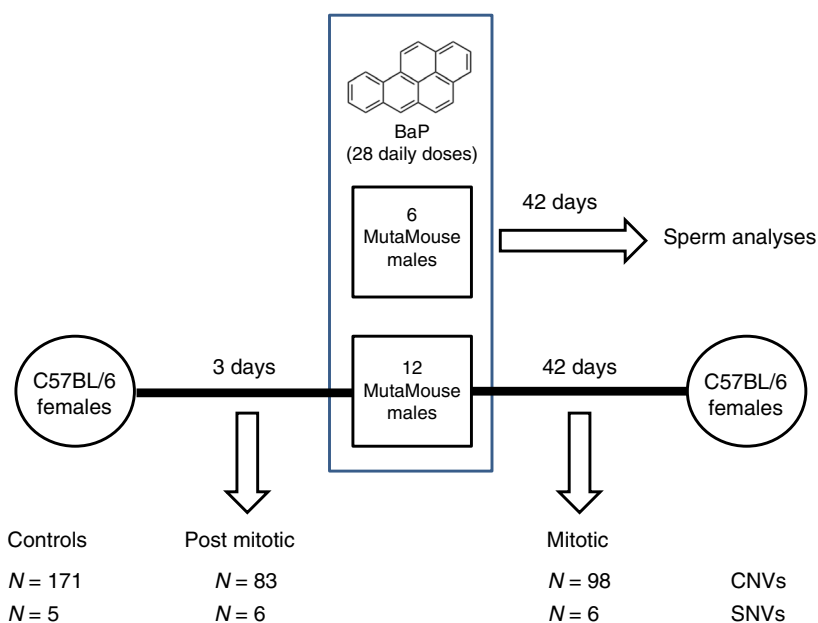 BaP
(28 daily doses)
6
MutaMouse
males
42 days
Sperm analyses
C57BL/6
females
3 days
12
MutaMouse
males
42 days
C57BL/6
females
Controls
Post mitotic
Mitotic
N = 171
N = 83
N = 98
CNVs
N = 5
N = 6
N = 6
SNVs